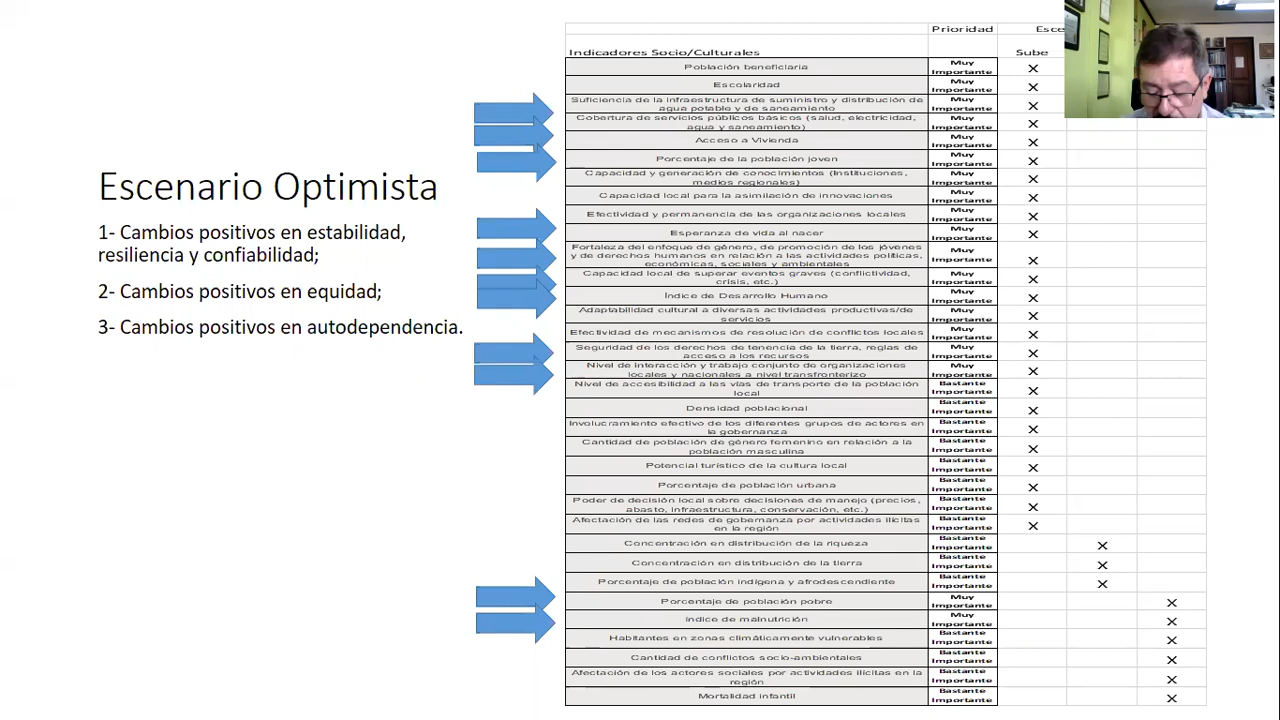 Escenario Optimista
1- Cambios positivos en estabilidad,
resiliencia y confiabilidad;
2- Cambios positivos en equidad;
3- Cambios positivos en autodependencia.
Prioridad Esce
Indicadores Socio/Culturales Sube
Población beneficiaria Muy Importante X
Escolaridad Muy Importante X
Suficiencia de la infraestructura de suministro y distribución de
agua potable y de saneamiento Muy Importante X
Cobertura de servicios públicos básicos (salud, electricidad,
agua y saneamiento) Muy Importante X
Acceso a Vivienda Muy Importante X
Porcentaje de la población joven Muy Importante X
Capacidad y generación de conocimientos (Instituciones,
medios regionales) Muy Importante X
Capacidad local para la asimilación de innovaciones Muy Importante X
Efectividad y permanencia de las organizaciones locales Muy Importante X
Esperanza de vida al nacer Muy Importante X
Fortaleza del enfoque de género, de promoción de los jóvenes
y de derechos humanos en relación a las actividades políticas,
económicas, sociales y ambientales Muy Importante X
Capacidad local de superar eventos graves (conflictividad,
crisis, etc.) Muy Importante X
Índice de Desarrollo Humano Muy Importante X
Adaptabilidad cultural a diversas actividades productivas/de
servicios Muy Importante X
Efectividad de mecanismos de resolución de conflictos locales Muy Importante X
Seguridad de los derechos de tenencia de la tierra, reglas de
acceso a los recursos Muy Importante X
Nivel de interacción y trabajo conjunto de organizaciones
locales y nacionales a nivel transfronterizo Muy Importante X
Nivel de accesibilidad a las vías de transporte de la población
local Bastante Importante X
Densidad poblacional Bastante Importante X
Involucramiento efectivo de los diferentes grupos de actores en
la gobernanza Bastante Importante X
Cantidad de población de género femenino en relación a la
población masculina Bastante Importante X
Potencial turístico de la cultura local Bastante Importante X
Porcentaje de población urbana Bastante Importante X
Poder de decisión local sobre decisiones de manejo (precios,
abasto, infraestructura, conservación, etc.) Bastante Importante X
Afectación de las redes de gobernanza por actividades ilícitas
en la región Bastante Importante X
Concentración en distribución de la riqueza Bastante Importante X
Concentración en distribución de la tierra Bastante Importante X
Porcentaje de población indígena y afrodescendiente Bastante Importante X
Porcentaje de población pobre Muy Importante X
Índice de malnutrición Muy Importante X
Habitantes en zonas climáticamente vulnerables Bastante Importante X
Cantidad de conflictos socio-ambientales Bastante Importante X
Afectación de los actores sociales por actividades ilícitas en la
región Bastante Importante X
Mortalidad infantil Bastante Importante X